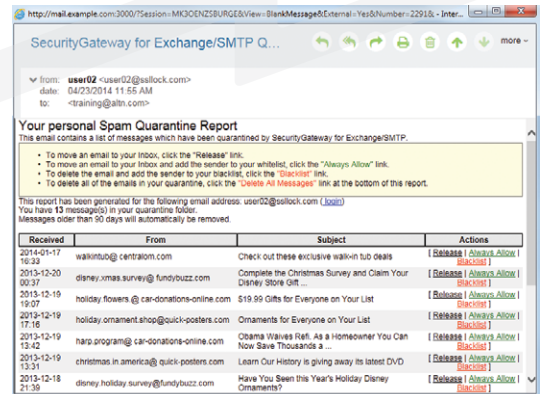 http://mail.example.com:3000/?Session=MK3OENZSBURGE&View=BlankMessage&External=Yes&Number=2291&. - Inter...
SecurityGateway for Exchange/SMTP Q... more
from: user02 <user02@ssllock.com>
date: 04/23/2014 11:55 AM
to: <training@altn.com>
Your personal Spam Quarantine Report
This email contains a list of messages which have been quarantined by SecurityGateway for Exchange/SMTP.
• To move an email to your Inbox, click the "Release" link.
• To move an email to your Inbox and add the sender to your whitelist, click the "Always Allow" link.
• To delete the email and add the sender to your blacklist, click the "Blacklist" link.
• To delete all of the emails in your quarantine, click the "Delete All Messages" link at the bottom of this report.
This report has been generated for the following email address: user02@ssllock.com (login)
You have 13 message(s) in your quarantine folder.
Messages older than 90 days will automatically be removed.
Received From Subject Actions
2014-01-17 16:33 walkintub@ centralom.com Check out these exclusive walk-in tub deals [ Release | Always Allow | Blacklist ]
2013-12-20 00:37 disney.xmas.survey@ fundybuzz.com Complete the Christmas Survey and Claim Your Disney Store Gift ... [ Release | Always Allow | Blacklist ]
2013-12-19 19:07 holiday.flowers.@ car-donations-online.com $19.99 Gifts for Everyone on Your List [ Release | Always Allow | Blacklist ]
2013-12-19 17:16 holiday.ornament.shop@quick-posters.com Ornaments for Everyone on Your List [ Release | Always Allow | Blacklist ]
2013-12-19 13:42 harp.program@ car-donations-online.com Obama Waives Refi. As a Homeowner You Can Now Save Thousands a ... [ Release | Always Allow | Blacklist ]
2013-12-19 13:31 christmas.in.america@ quick-posters.com Learn Our History is giving away its latest DVD [ Release | Always Allow | Blacklist ]
2013-12-18 21:39 disney.holiday.survey@fundybuzz.com Have You Seen this Year's Holiday Disney Ornaments? [ Release | Always Allow | Blacklist ]